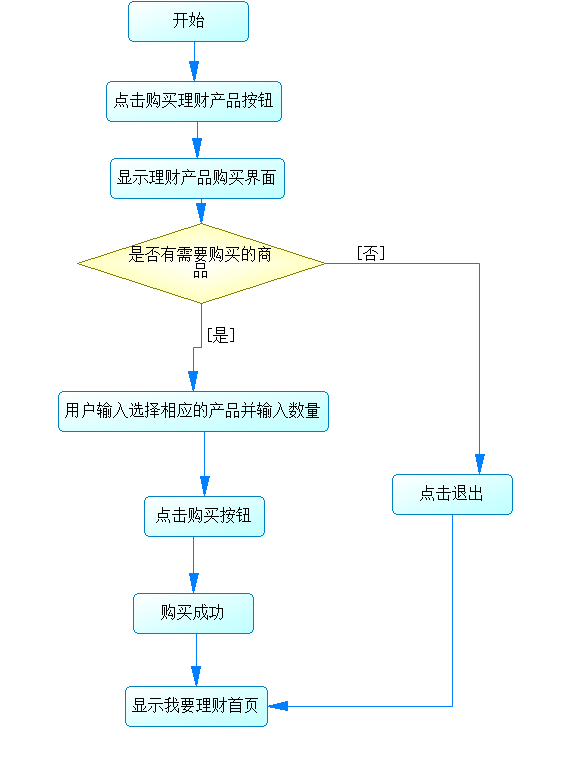 开始
点击购买理财产品按钮
显示理财产品购买界面
是否有需要购买的商
品
[否]
[是]
用户输入选择相应的产品并输入数量
点击退出
点击购买按钮
购买成功
显示我要理财首页